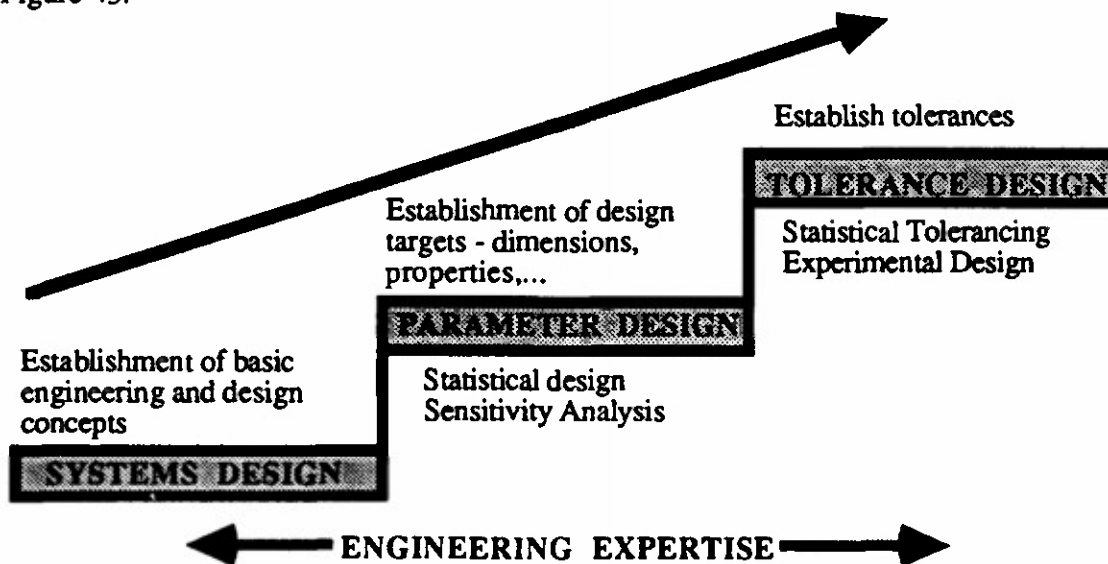 Establish tolerances
TOLERANCE DESIGN
Establishment of design
targets - dimensions,
properties,...
Statistical Tolerancing
Experimental Design
PARAMETER DESIGN
Establishment of basic
engineering and design
concepts
Statistical design
Sensitivity Analysis
SYSTEMS DESIGN
ENGINEERING EXPERTISE